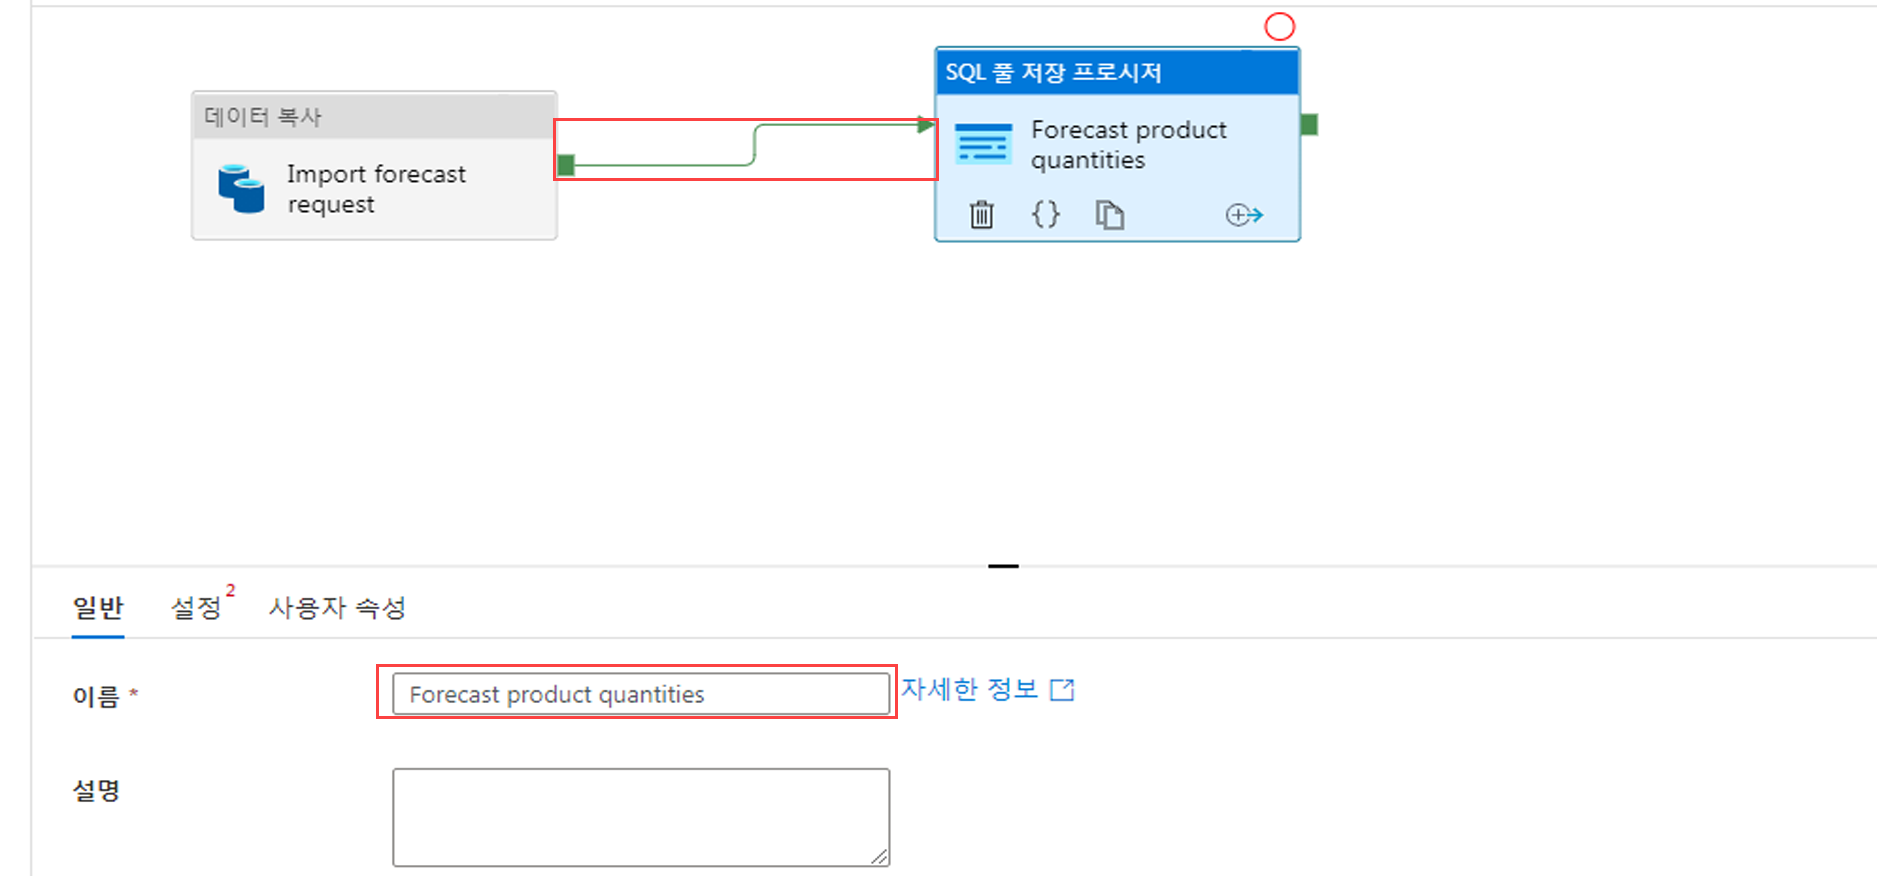 SQL 풀 저장 프로시저
데이터 복사
Forecast product
quantities
Import forecast
request
일반
설정 2
사용자 속성
이름 *
Forecast product quantities
자세한 정보
설명